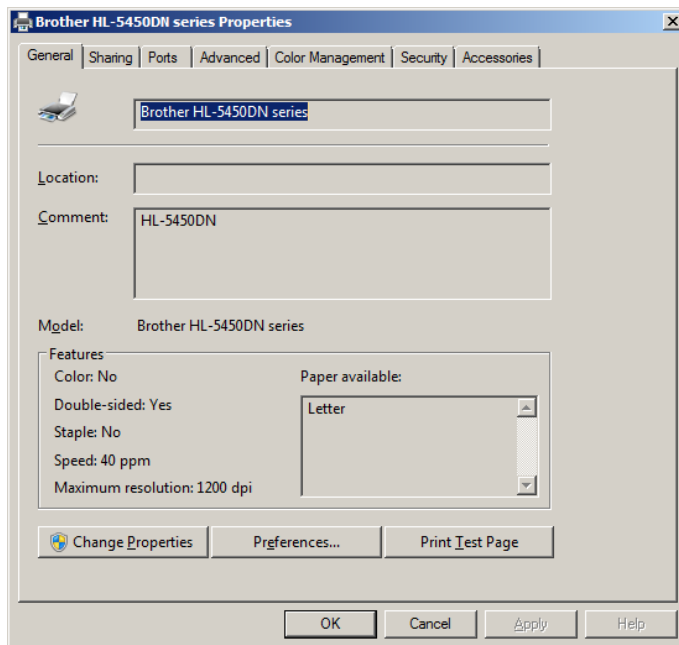 Brother HL-5450DN series Properties
General Sharing Ports Advanced Color Management Security Accessories
Brother HL-5450DN series
Location:
Comment: HL-5450DN
Model: Brother HL-5450DN series
Features
Color: No Paper available:
Double-sided: Yes Letter
Staple: No
Speed: 40 ppm
Maximum resolution: 1200 dpi
Change Properties Preferences... Print Test Page
OK Cancel Apply Help